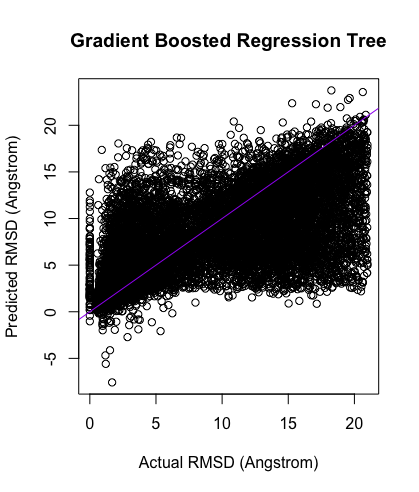 Gradient Boosted Regression Tree
Predicted RMSD (Angstrom)
20
15
10
5
0
-5
0 5 10 15 20
Actual RMSD (Angstrom)